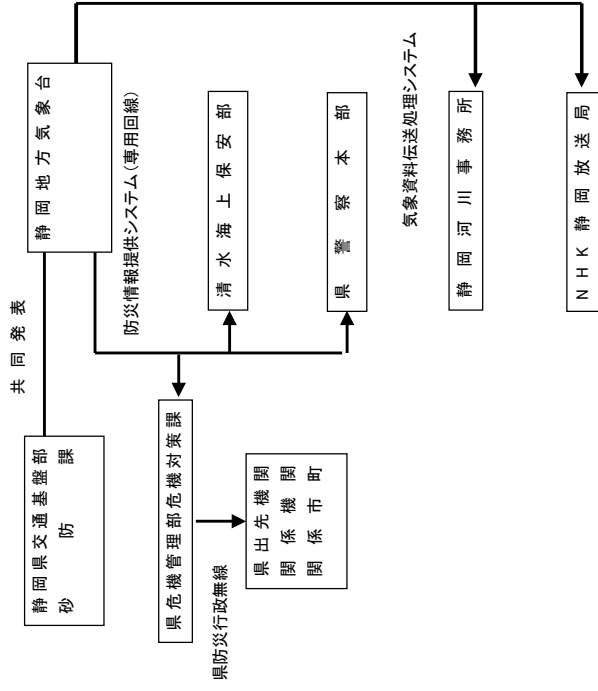 共同発表
静岡県交通基盤部
砂防課
静岡地方気象台
防災情報提供システム(専用回線)
県危機管理部危機対策課
清水海上保安部
県警察本部
県防災行政無線
県出先機関
関係機関
関係市町
気象資料伝送処理システム
静岡河川事務所
NHK静岡放送局